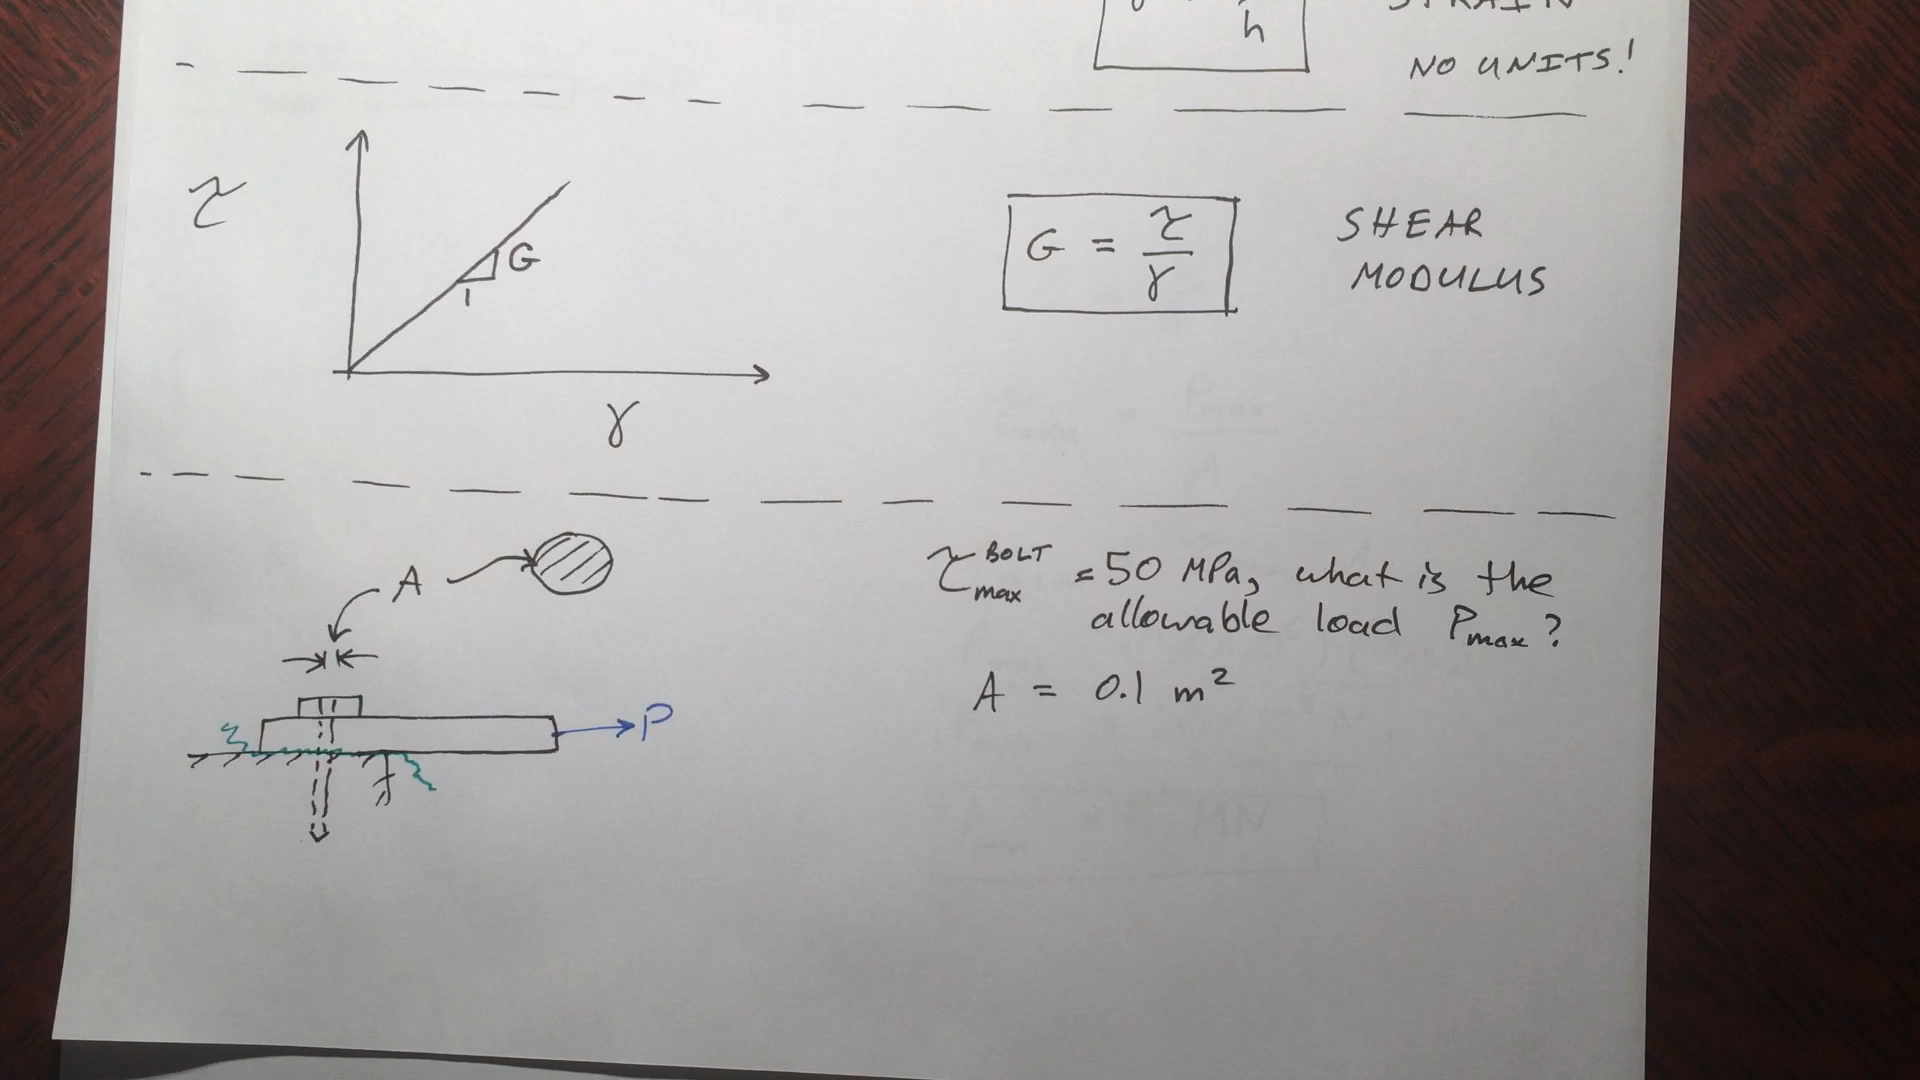 h
NO UNITS!
τ
G
1
γ
G = τ/γ
SHEAR
MODULUS
A
P
τ max BOLT = 50 MPa, what is the
allowable load Pmax?
A = 0.1 m²